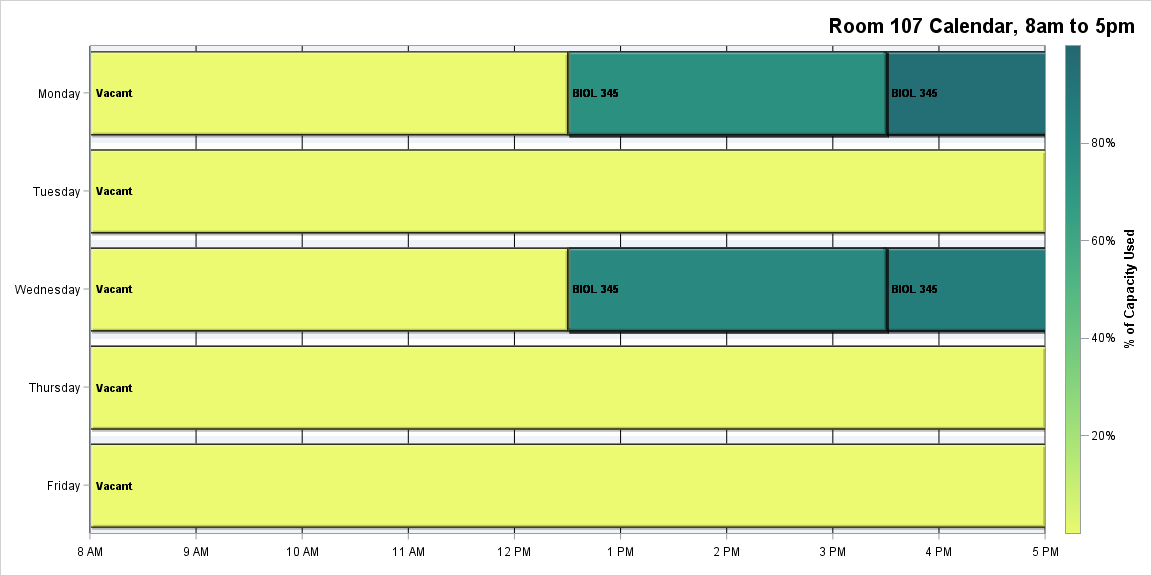 Room 107 Calendar, 8am to 5pm
Monday
Vacant
BIOL 345
BIOL 345
Tuesday
Vacant
Wednesday
Vacant
BIOL 345
BIOL 345
Thursday
Vacant
Friday
Vacant
8 AM
9 AM
10 AM
11 AM
12 PM
1 PM
2 PM
3 PM
4 PM
5 PM
80%
60%
40%
20%
% of Capacity Used